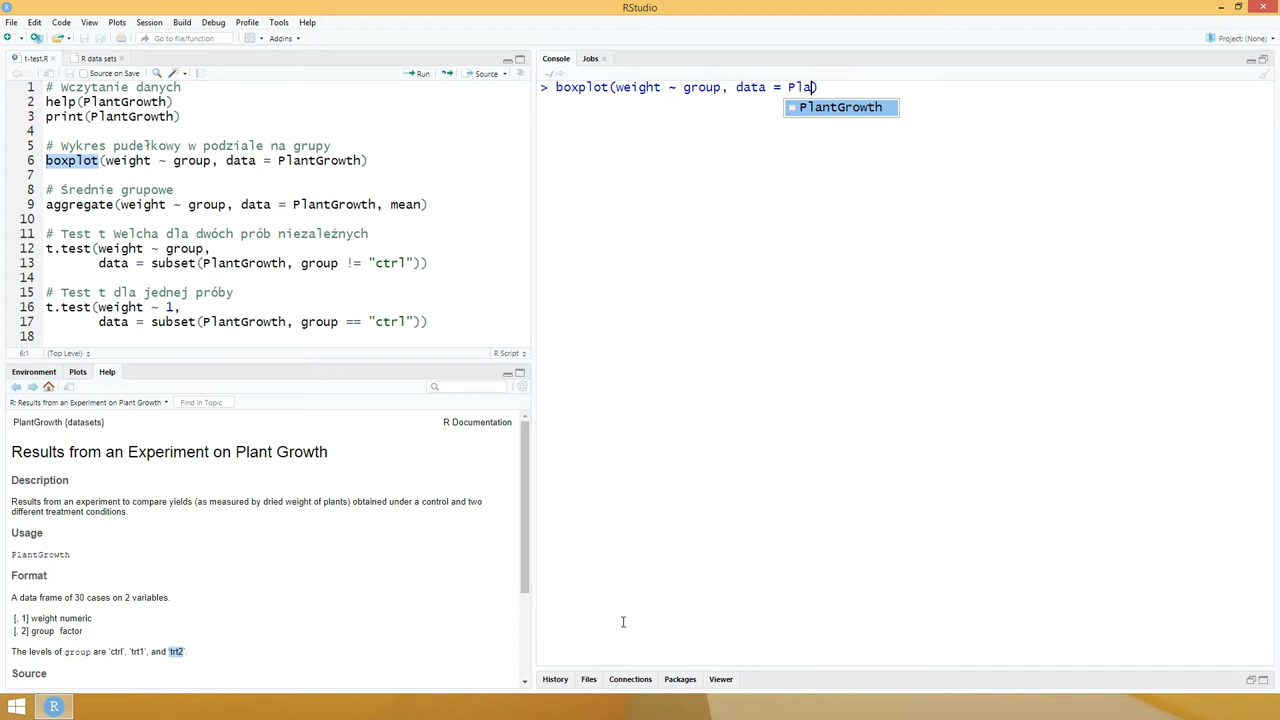 RStudio
File Edit Code View Plots Session Build Debug Profile Tools Help
Go to file/function Addins Project: (None)
t-test.R R data sets
Source on Save Run Source
1 # Wczytanie danych
2 help(PlantGrowth)
3 print(PlantGrowth)
4
5 # Wykres pudełkowy w podziale na grupy
6 boxplot(weight ~ group, data = PlantGrowth)
7
8 # Średnie grupowe
9 aggregate(weight ~ group, data = PlantGrowth, mean)
10
11 # Test t Welcha dla dwóch prób niezależnych
12 t.test(weight ~ group,
13 data = subset(PlantGrowth, group != "ctrl"))
14
15 # Test t dla jednej próby
16 t.test(weight ~ 1,
17 data = subset(PlantGrowth, group == "ctrl"))
18
6:1 (Top Level) R Script
Environment Plots Help
R: Results from an Experiment on Plant Growth Find in Topic
PlantGrowth {datasets} R Documentation
Results from an Experiment on Plant Growth
Description
Results from an experiment to compare yields (as measured by dried weight of plants) obtained under a control and two
different treatment conditions.
Usage
PlantGrowth
Format
A data frame of 30 cases on 2 variables.
[, 1] weight numeric
[, 2] group factor
The levels of group are 'ctrl', 'trt1', and 'trt2'.
Source
Console Jobs
~/
> boxplot(weight ~ group, data = Pla)
PlantGrowth
History Files Connections Packages Viewer
R